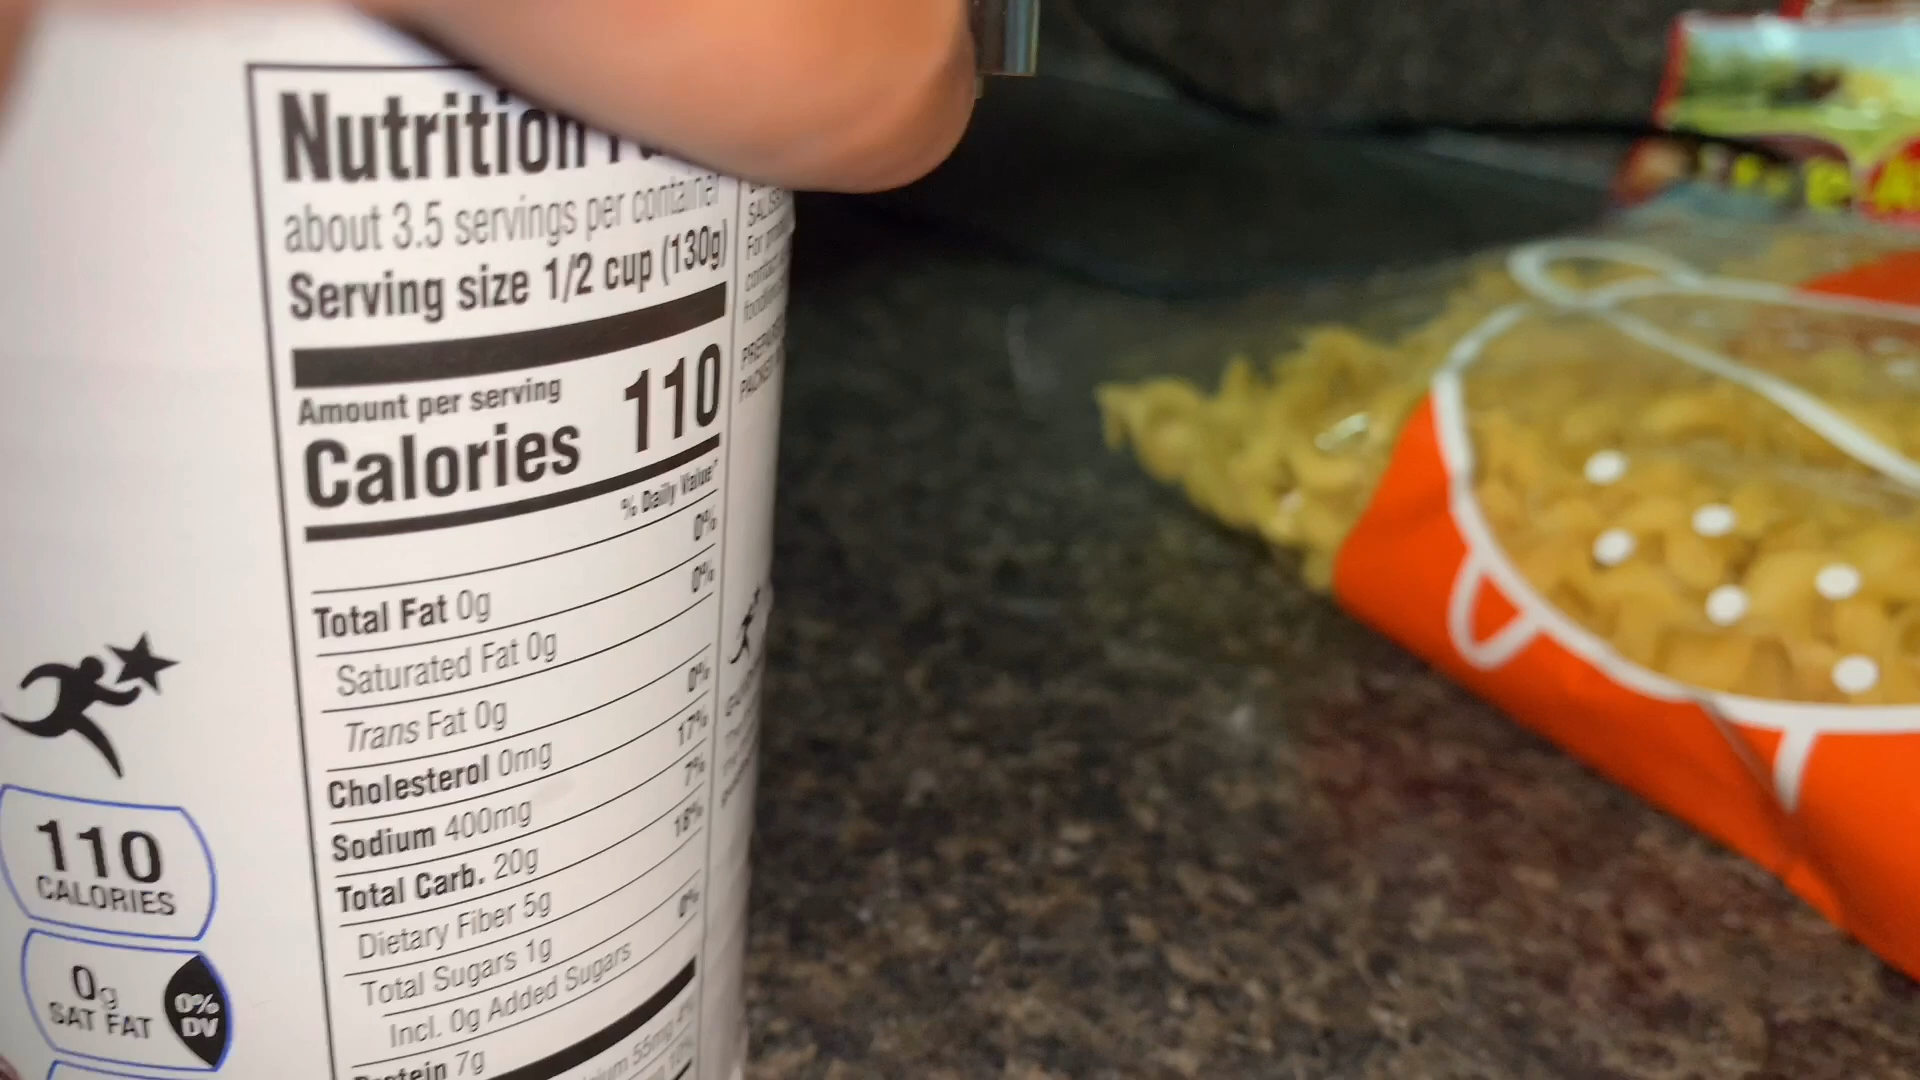 Nutrition
about 3.5 servings per container
Serving size 1/2 cup (130g)
Amount per serving
Calories 110
% Daily Value*
Total Fat 0g 0%
Saturated Fat 0g 0%
Trans Fat 0g
Cholesterol 0mg 0%
Sodium 400mg 17%
Total Carb. 20g 7%
Dietary Fiber 5g 18%
Total Sugars 1g
Incl. 0g Added Sugars 0%
Protein 7g
55mg 4%
110
CALORIES
0g
SAT FAT
0%
DV
For